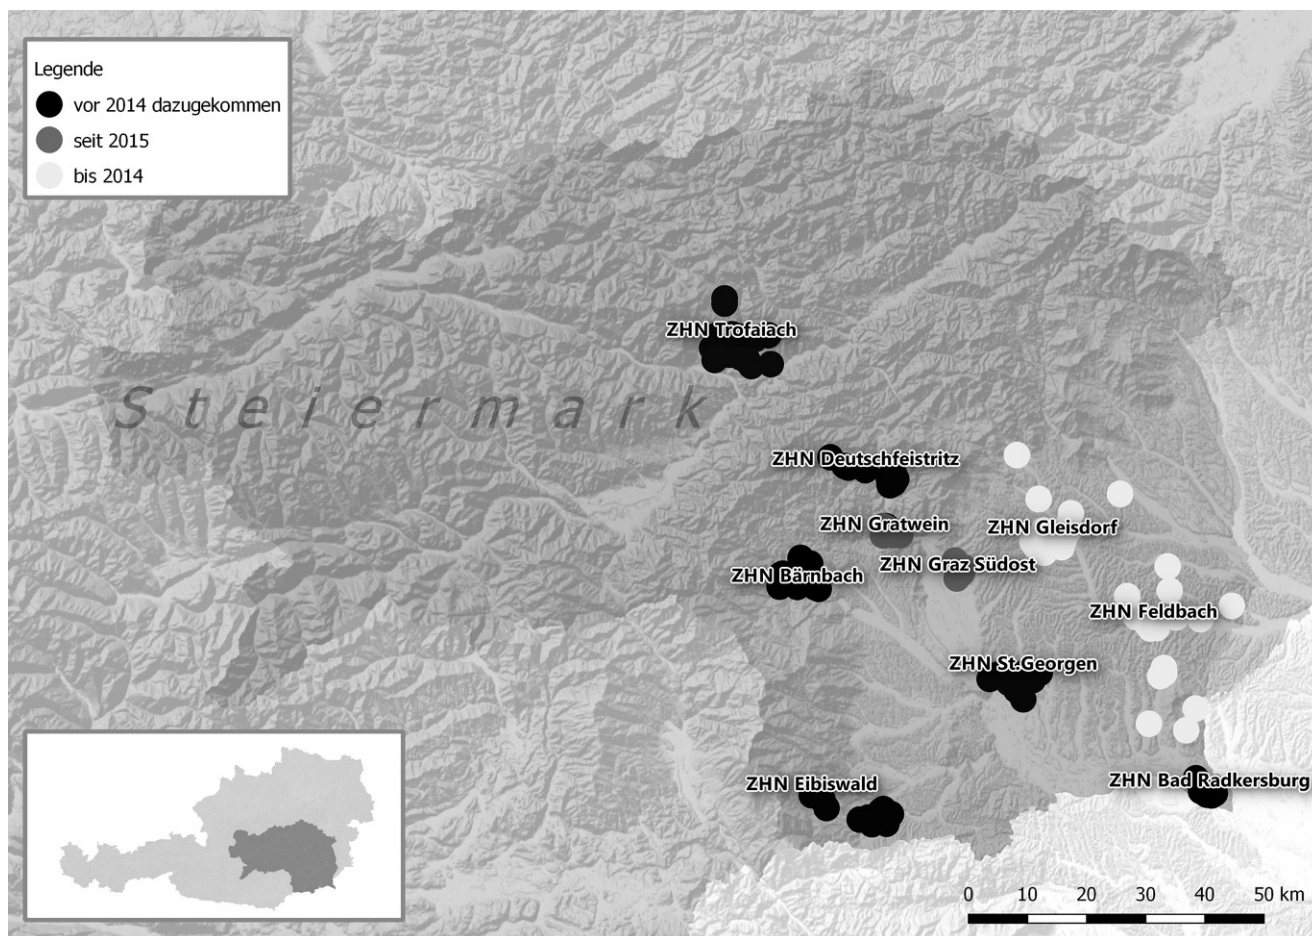 Legende
vor 2014 dazugekommen
seit 2015
bis 2014
ZHN Trofaiach
Steiermark
ZHN Deutschfeistritz
ZHN Gratwein
ZHN Gleisdorf
ZHN Graz Südost
ZHN Bärnbach
ZHN Feldbach
ZHN St.Georgen
ZHN Eibiswald
ZHN Bad Radkersburg
0 10 20 30 40 50 km